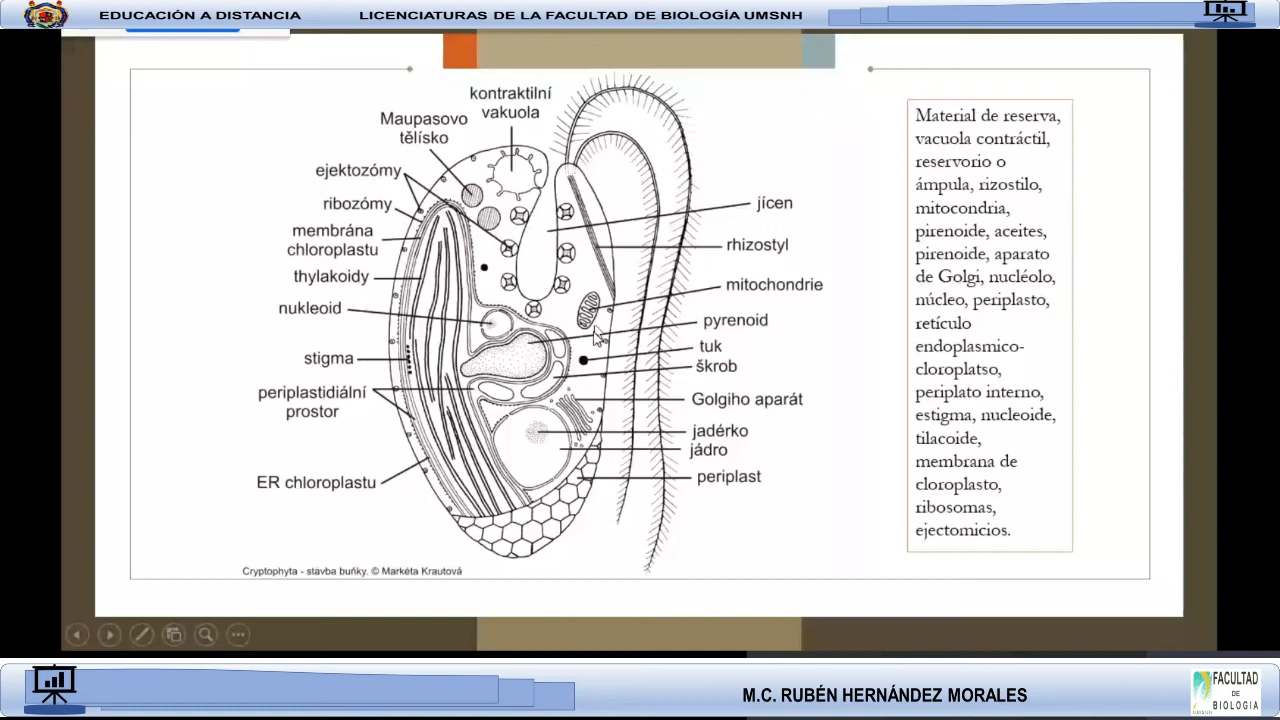 EDUCACIÓN A DISTANCIA
LICENCIATURAS DE LA FACULTAD DE BIOLOGÍA UMSNH
kontraktilní
vakuola
Maupasovo
tělísko
ejektozómy
ribozómy
membrána
chloroplastu
thylakoidy
nukleoid
stigma
periplastidiální
prostor
ER chloroplastu
jícen
rhizostyl
mitochondrie
pyrenoid
tuk
škrob
Golgiho aparát
jadérko
jádro
periplast
Cryptophyta - stavba buňky. © Markéta Krautová
Material de reserva,
vacuola contráctil,
reservorio o
ámpula, rizostilo,
mitocondria,
pirenoide, aceites,
pirenoide, aparato
de Golgi, nucléolo,
núcleo, periplasto,
retículo
endoplasmico-
cloroplatso,
periplato interno,
estigma, nucleoide,
tilacoide,
membrana de
cloroplasto,
ribosomas,
ejectomicios.
M.C. RUBÉN HERNÁNDEZ MORALES
FACULTAD
DE
BIOLOGIA